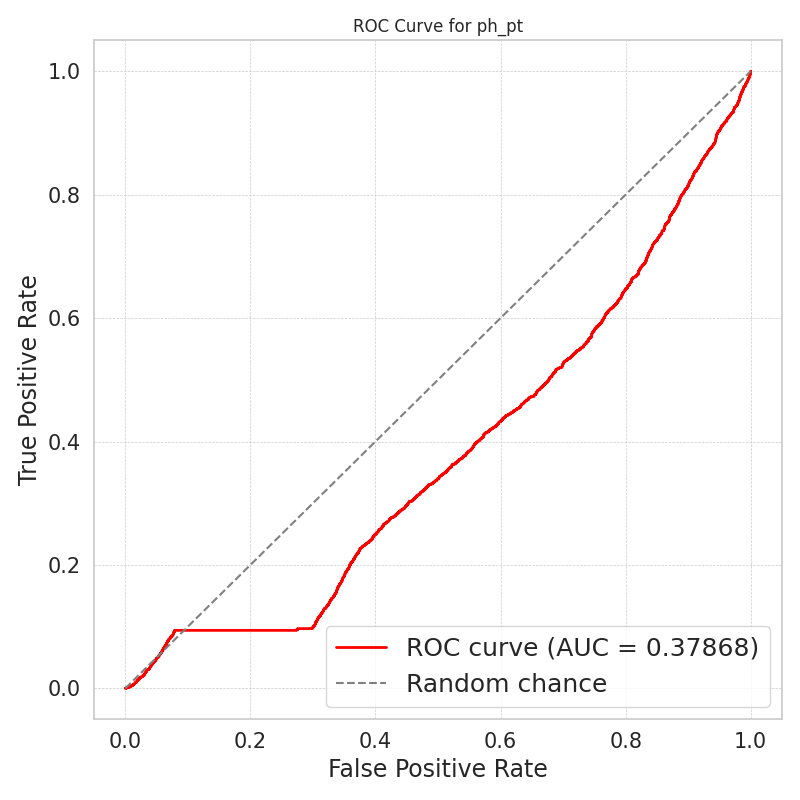 ROC Curve for ph_pt
True Positive Rate
1.0
0.8
0.6
0.4
0.2
0.0
ROC curve (AUC = 0.37868)
Random chance
0.0 0.2 0.4 0.6 0.8 1.0
False Positive Rate